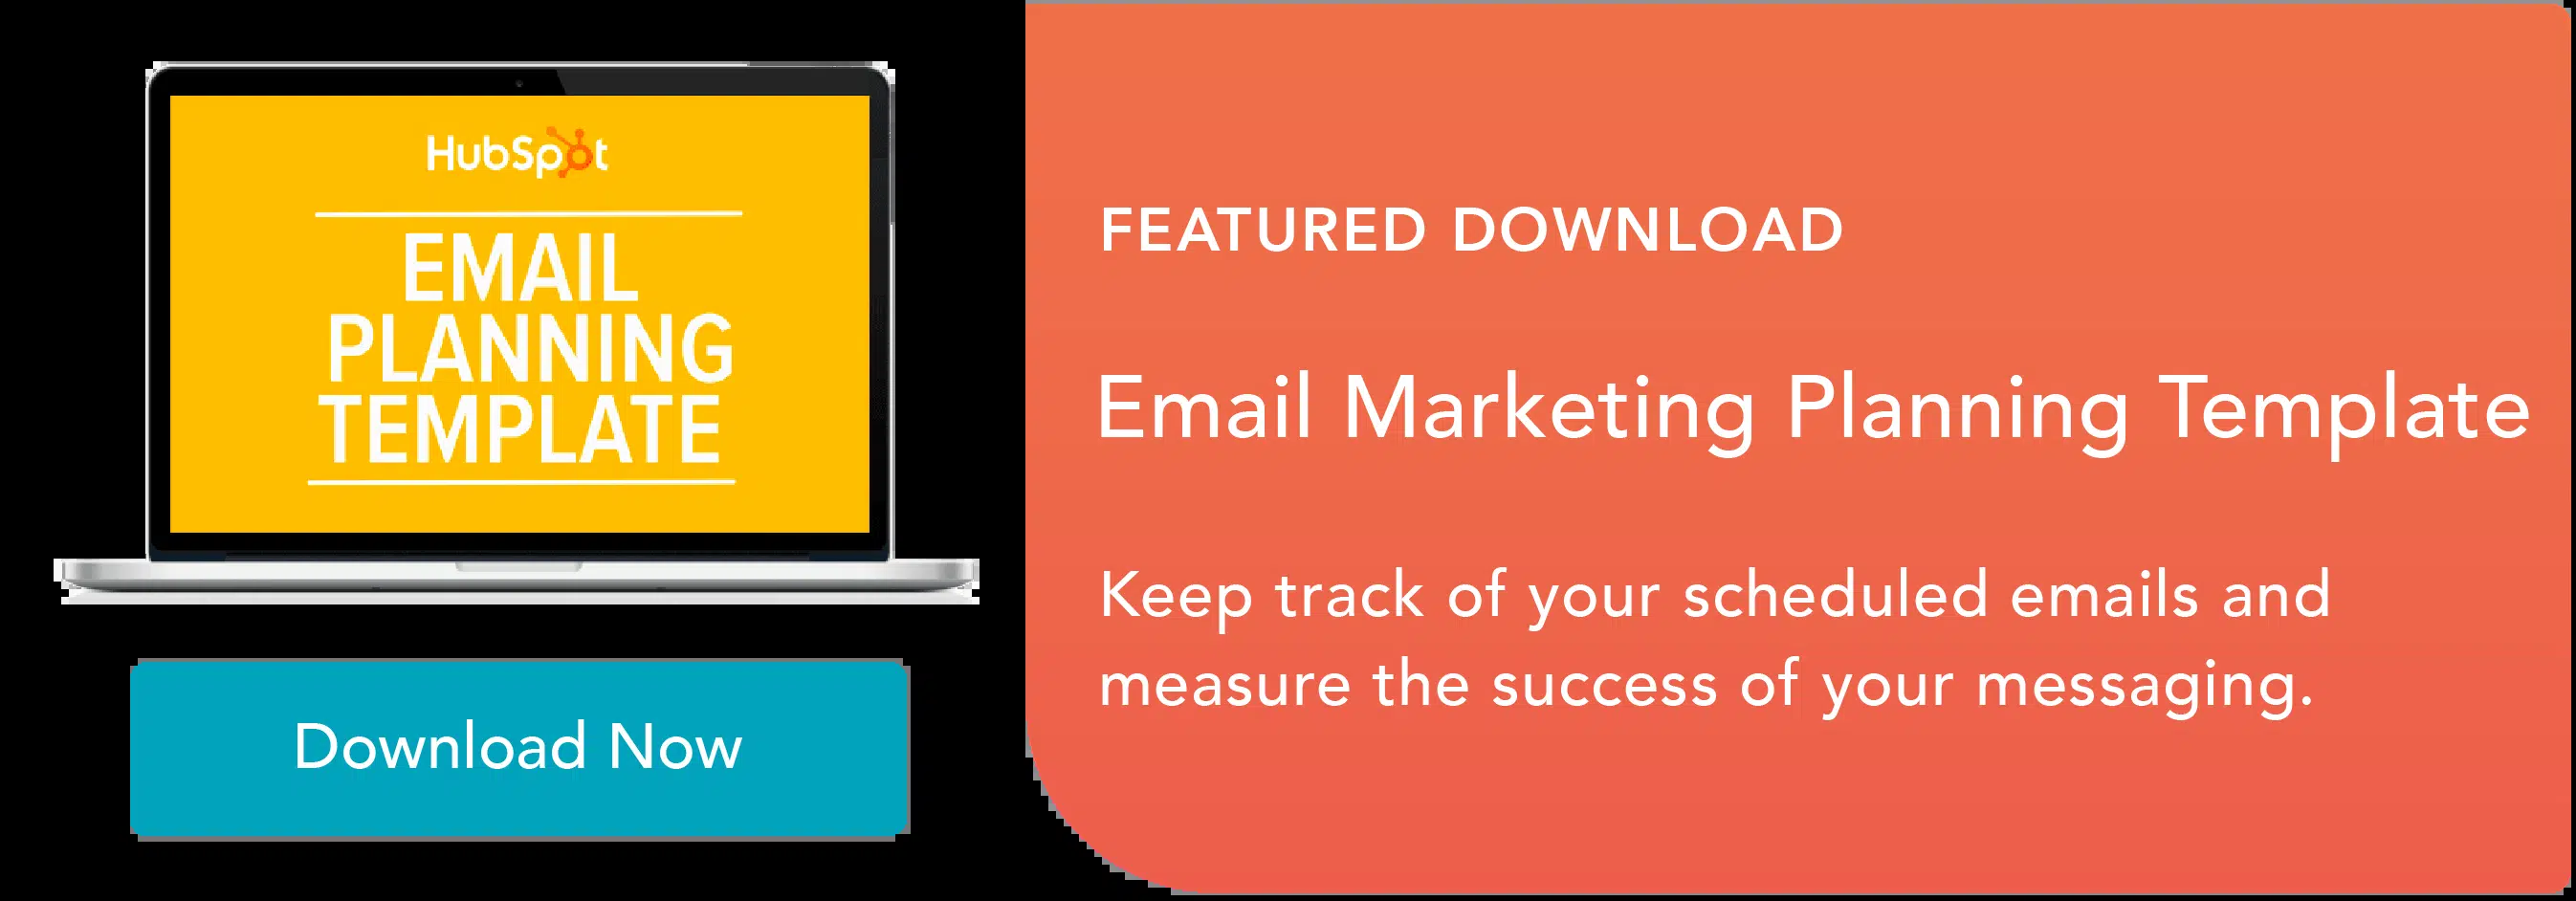 HubSpot
EMAIL
PLANNING
TEMPLATE
Download Now
FEATURED DOWNLOAD
Email Marketing Planning Template
Keep track of your scheduled emails and
measure the success of your messaging.